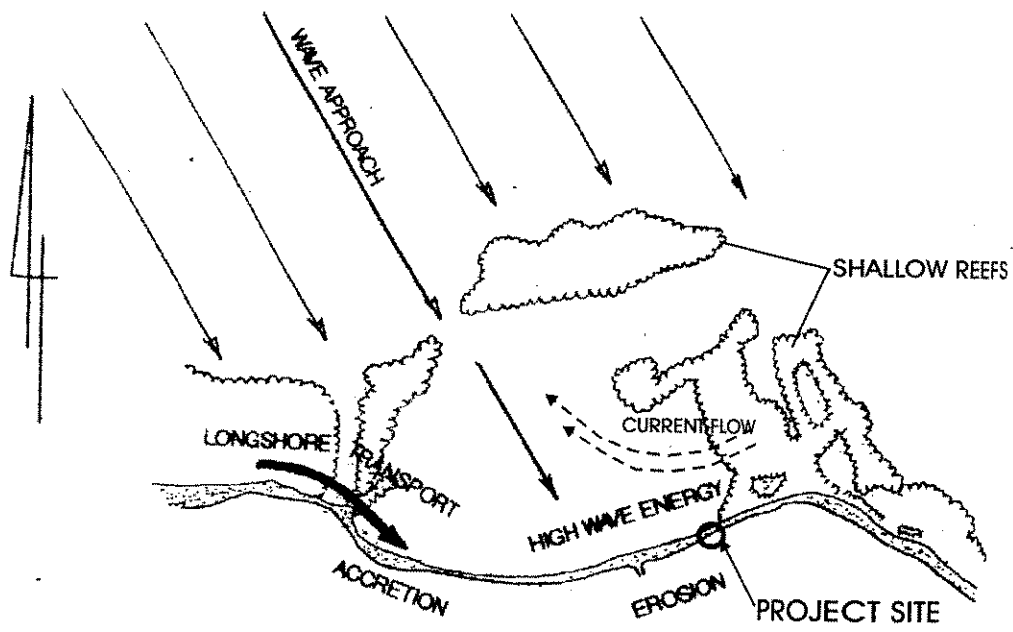 WAVE APPROACH
SHALLOW REEFS
LONGSHORE TRANSPORT
CURRENT FLOW
HIGH WAVE ENERGY
ACCRETION
EROSION
PROJECT SITE